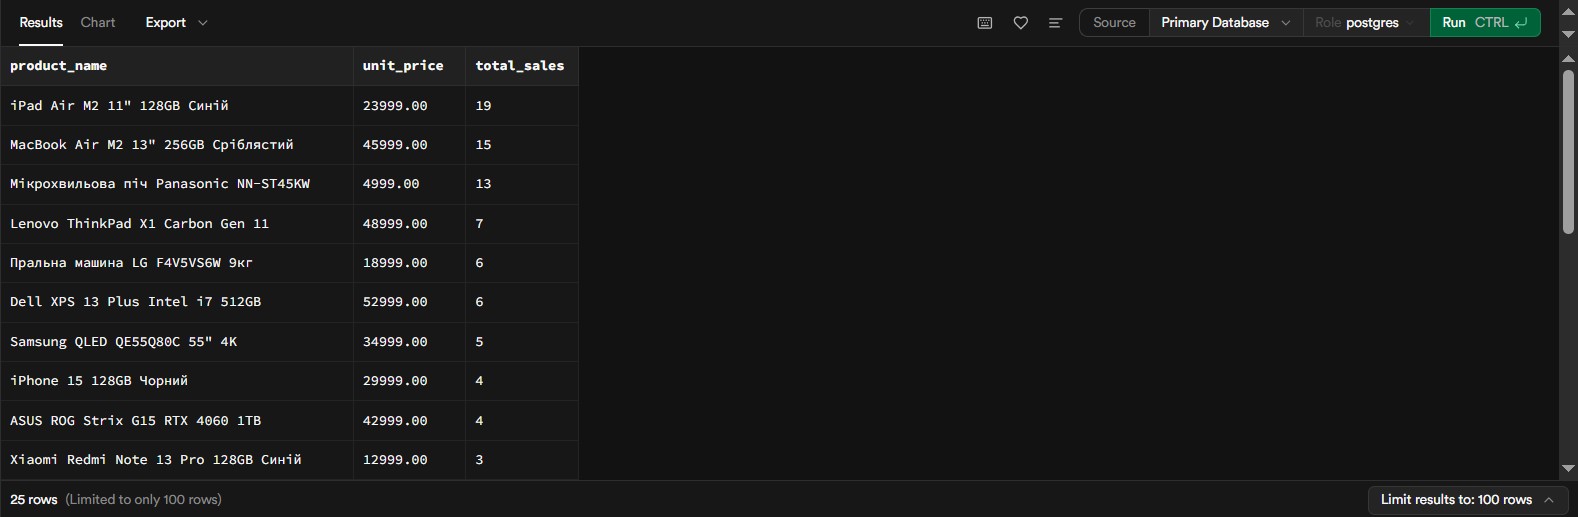 Results Chart Export Source Primary Database Role postgres Run CTRL
product_name unit_price total_sales
iPad Air M2 11" 128GB Синій 23999.00 19
MacBook Air M2 13" 256GB Сріблястий 45999.00 15
Мікрохвильова піч Panasonic NN-ST45KW 4999.00 13
Lenovo ThinkPad X1 Carbon Gen 11 48999.00 7
Пральна машина LG F4V5VS6W 9кг 18999.00 6
Dell XPS 13 Plus Intel i7 512GB 52999.00 6
Samsung QLED QE55Q80C 55" 4K 34999.00 5
iPhone 15 128GB Чорний 29999.00 4
ASUS ROG Strix G15 RTX 4060 1TB 42999.00 4
Xiaomi Redmi Note 13 Pro 128GB Синій 12999.00 3
25 rows (Limited to only 100 rows) Limit results to: 100 rows